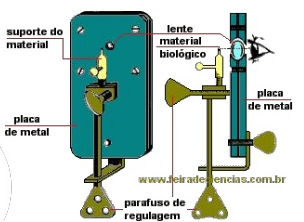 suporte do
material
lente
material
biológico
placa
de metal
placa
de metal
www.feiradeciencias.com.br
parafuso de
regulagem